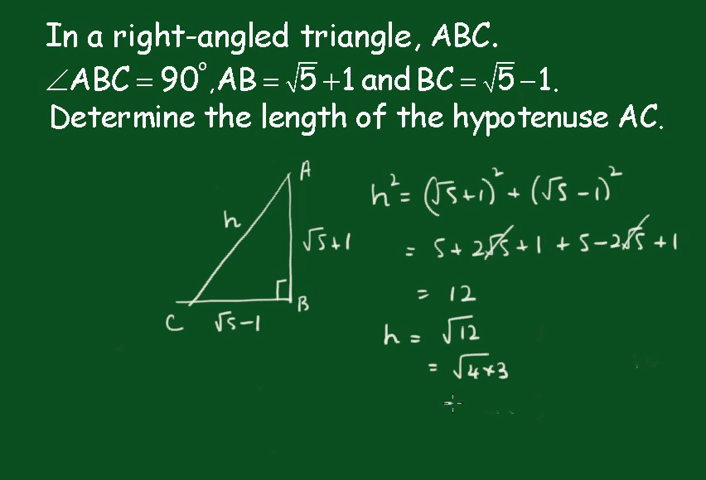 In a right-angled triangle, ABC.
∠ABC = 90°, AB = √5 + 1 and BC = √5 − 1.
Determine the length of the hypotenuse AC.
A
h² = (√5+1)² + (√5−1)²
h
√5+1
= 5 + 2√5 + 1 + 5 − 2√5 + 1
= 12
B
C √5−1
h = √12
= √4×3
=